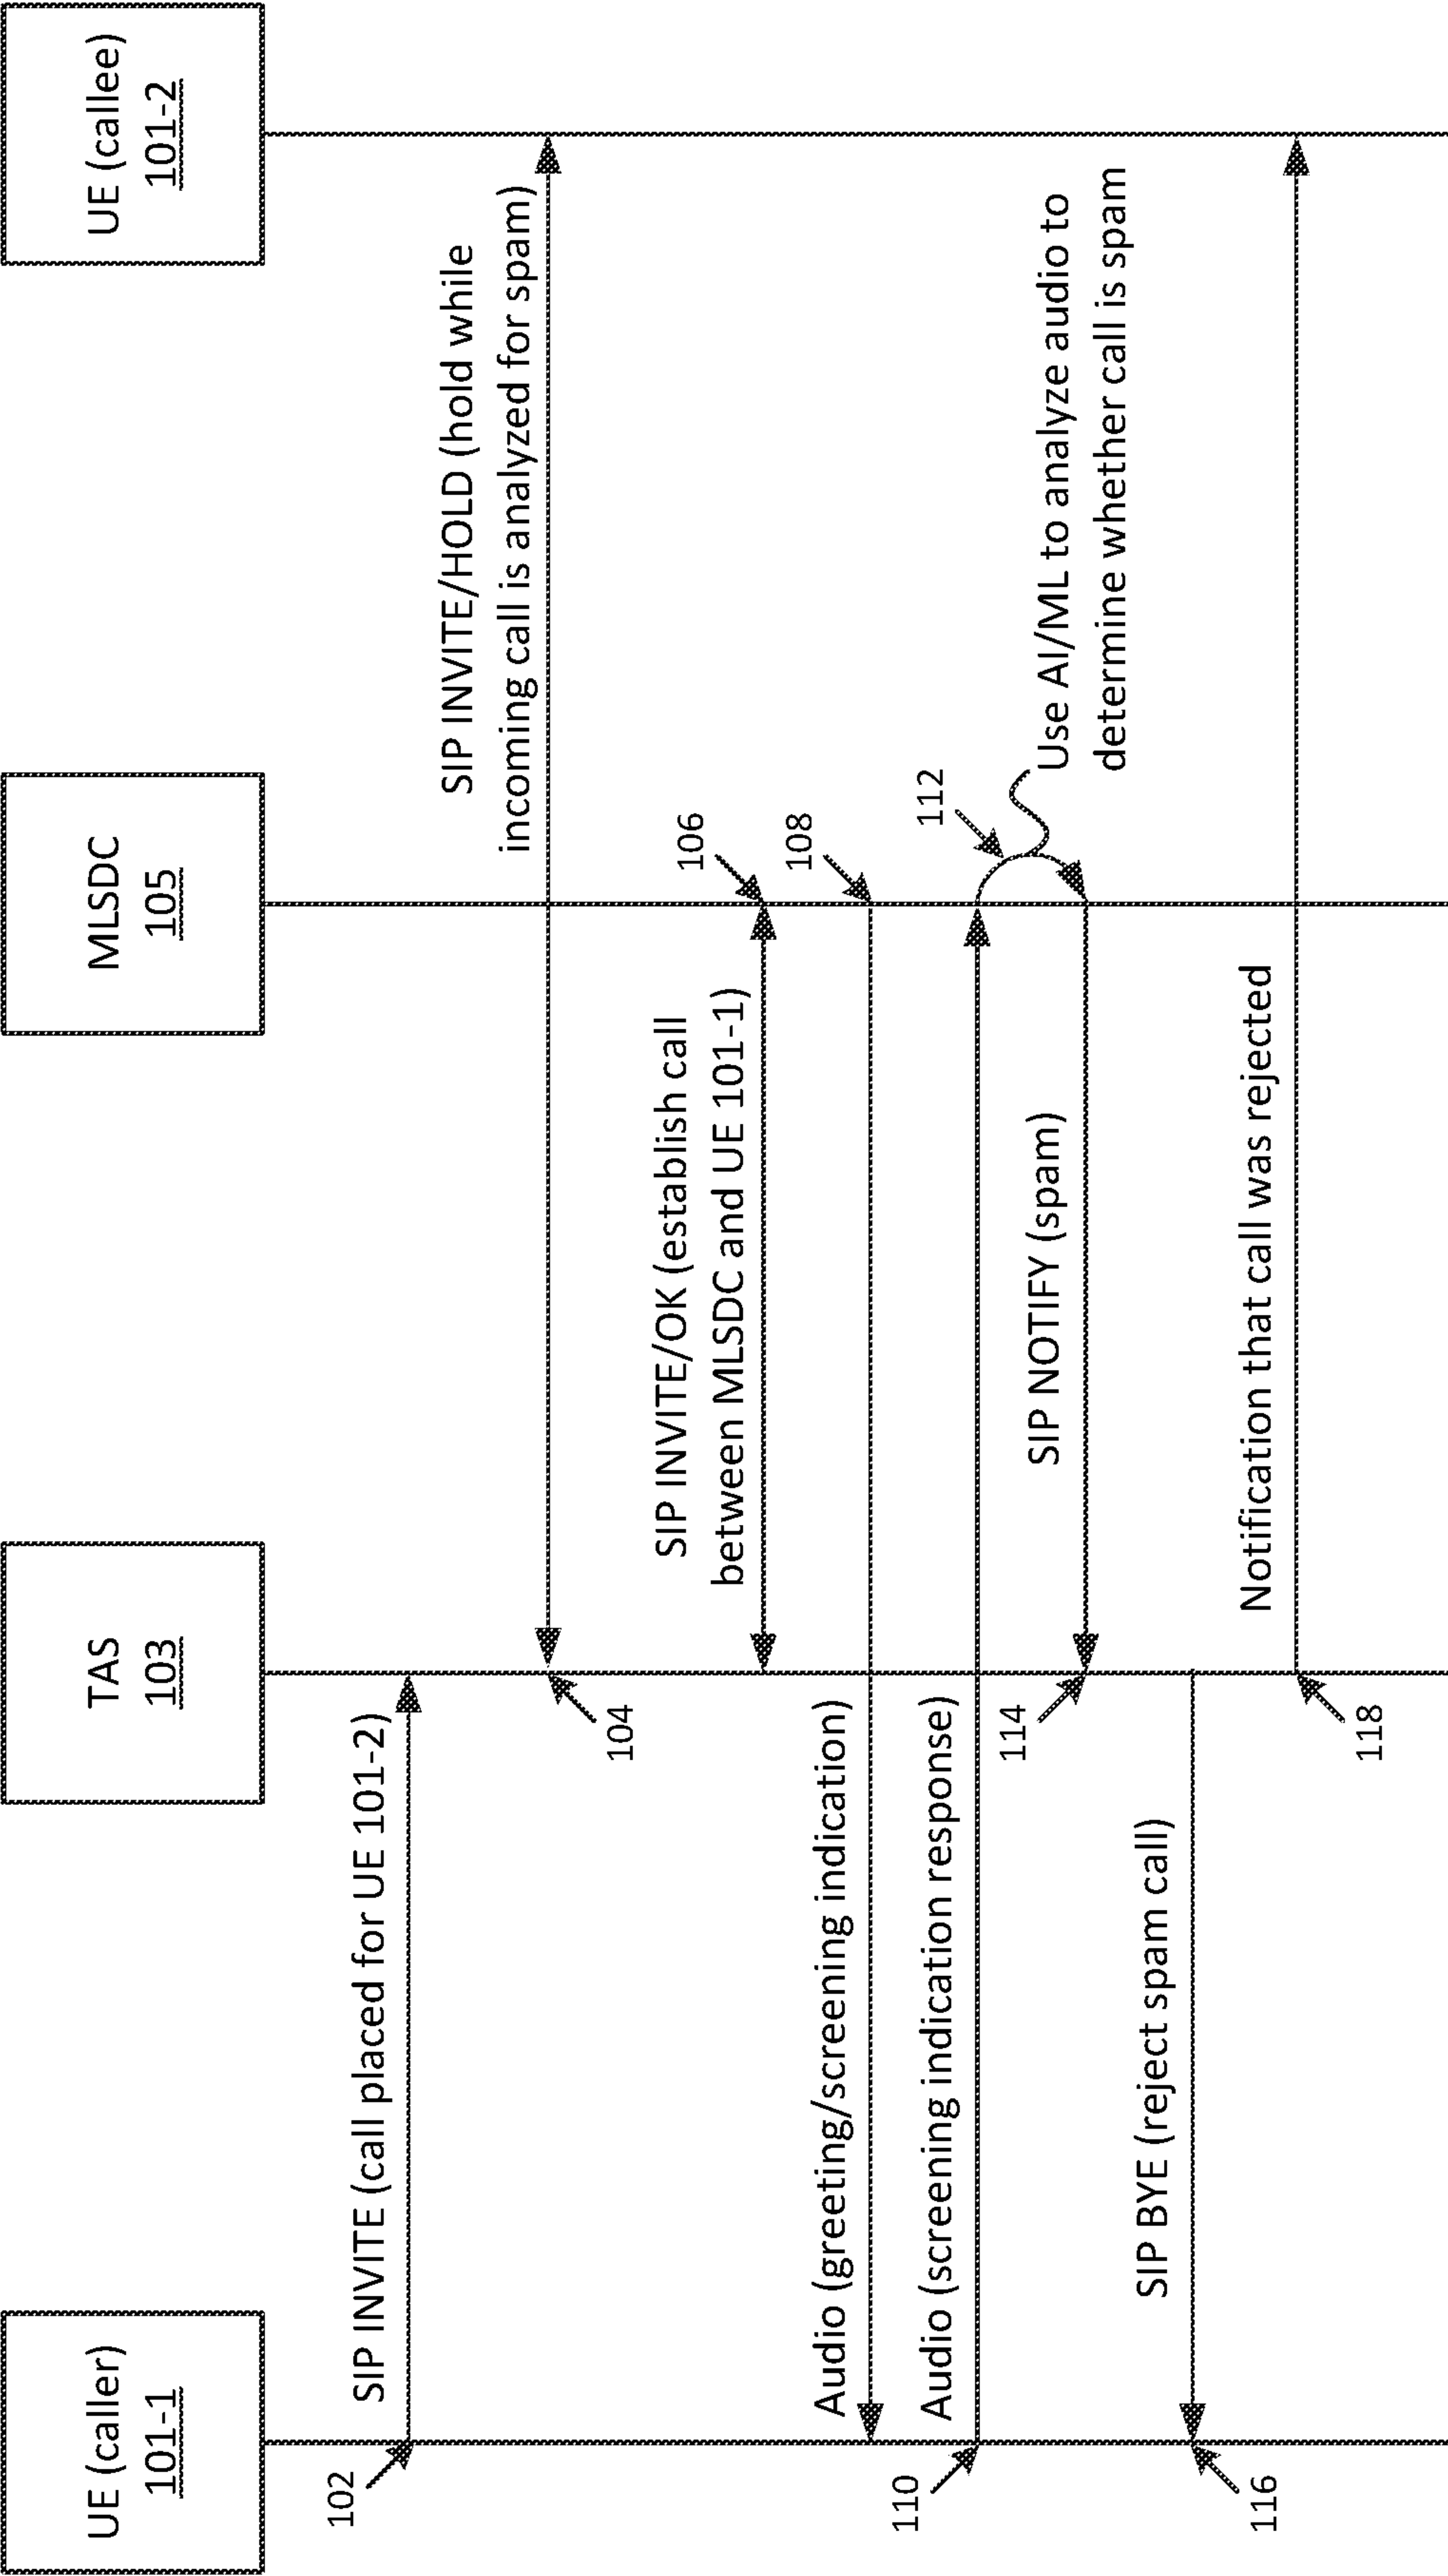 UE (caller)
101-1
TAS
103
MLSDC
105
UE (callee)
101-2
102
SIP INVITE (call placed for UE 101-2)
SIP INVITE/HOLD (hold while
incoming call is analyzed for spam)
104
SIP INVITE/OK (establish call
between MLSDC and UE 101-1)
106
Audio (greeting/screening indication)
108
110
Audio (screening indication response)
112
Use AI/ML to analyze audio to
determine whether call is spam
SIP NOTIFY (spam)
114
SIP BYE (reject spam call)
116
Notification that call was rejected
118